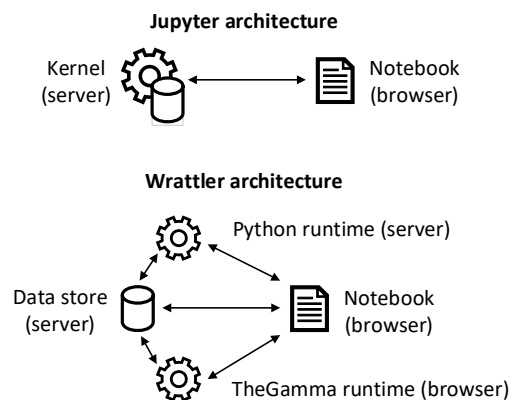 Jupyter architecture
Kernel
(server)
Notebook
(browser)
Wrattler architecture
Python runtime (server)
Data store
(server)
Notebook
(browser)
TheGamma runtime (browser)